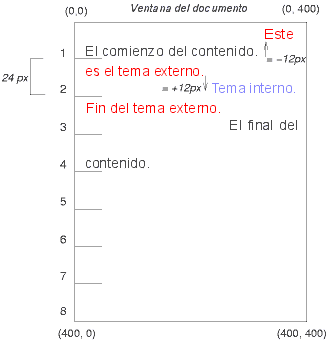 (0,0) Ventana del documento (0, 400)
Este
1 El comienzo del contenido.
= -12px
24 px es el tema externo.
2 = +12px Tema interno.
Fin del tema externo.
3 El final del
4 contenido.
5
6
7
8
(400, 0) (400, 400)